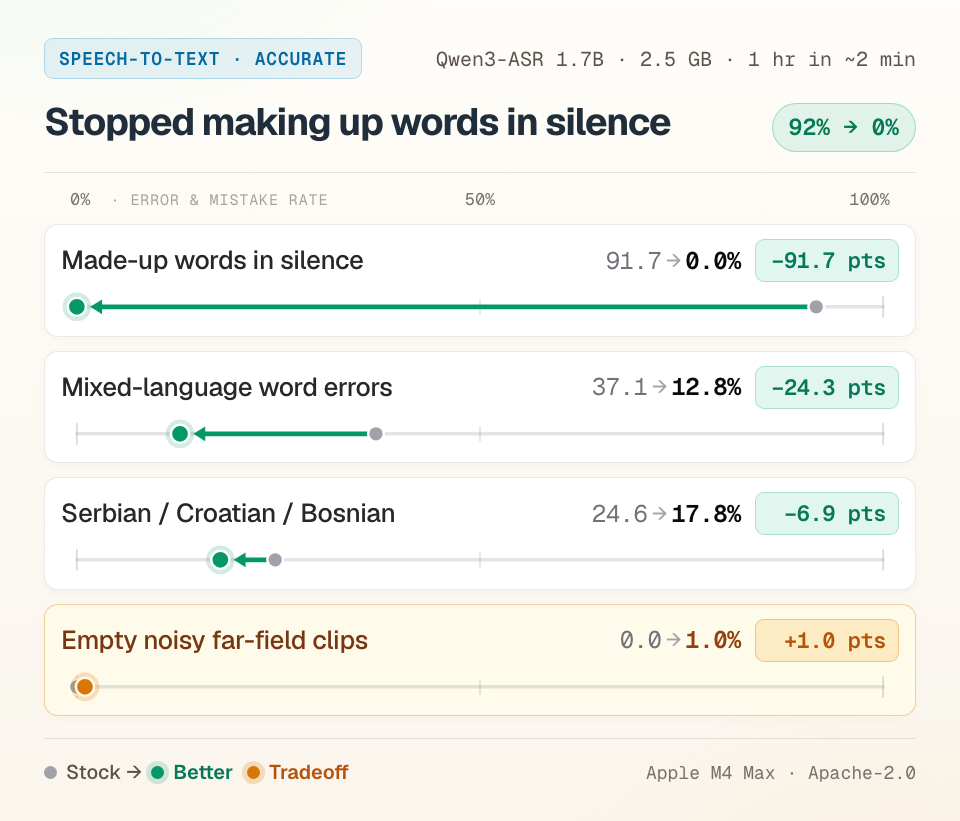 SPEECH-TO-TEXT · ACCURATE
Qwen3-ASR 1.7B · 2.5 GB · 1 hr in ~2 min
Stopped making up words in silence
92% → 0%
0% · ERROR & MISTAKE RATE 50% 100%
Made-up words in silence 91.7→0.0% −91.7 pts
Mixed-language word errors 37.1→12.8% −24.3 pts
Serbian / Croatian / Bosnian 24.6→17.8% −6.9 pts
Empty noisy far-field clips 0.0→1.0% +1.0 pts
Stock → Better Tradeoff
Apple M4 Max · Apache-2.0